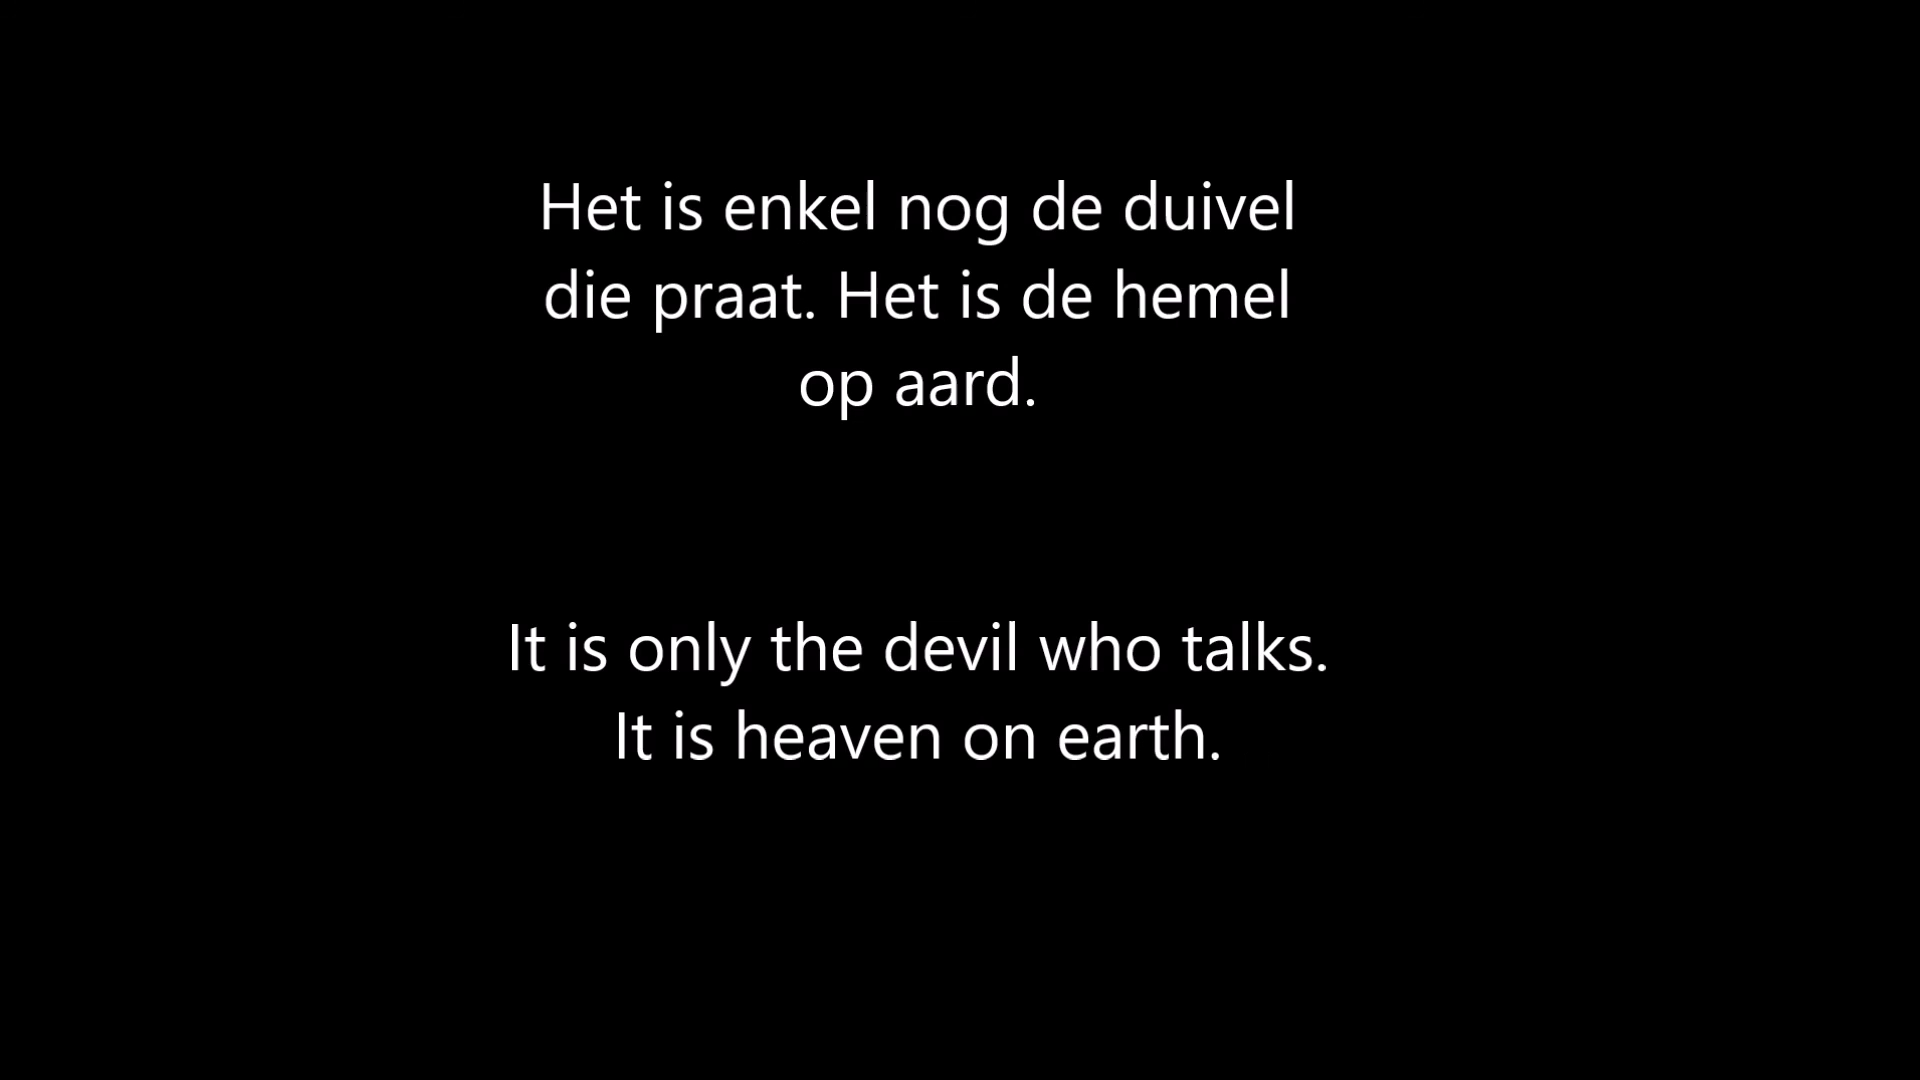 Het is enkel nog de duivel
die praat. Het is de hemel
op aard.
It is only the devil who talks.
It is heaven on earth.